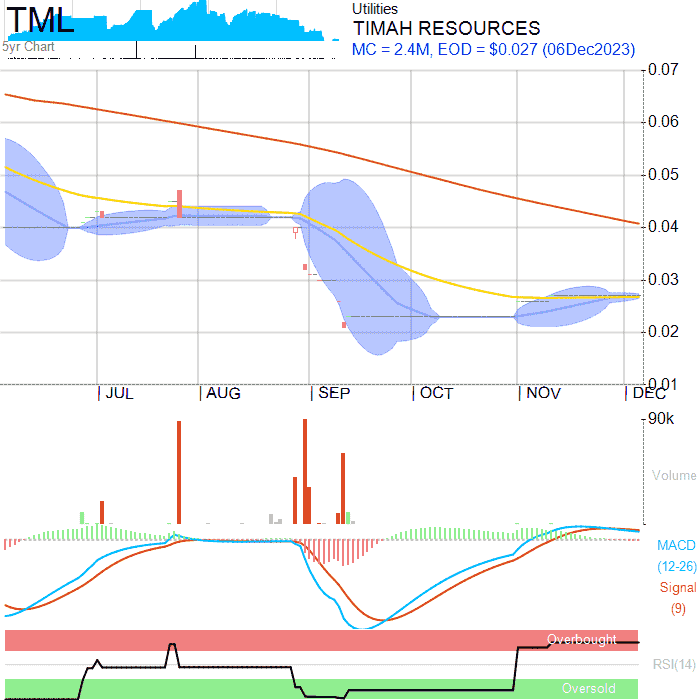 TML
Utilities
TIMAH RESOURCES
5yr Chart
MC = 2.4M, EOD = $0.027 (06Dec2023)
0.07
0.06
0.05
0.04
0.03
0.02
0.01
JUL AUG SEP OCT NOV DEC
90k
Volume
MACD
(12-26)
Signal
(9)
Overbought
RSI(14)
Oversold